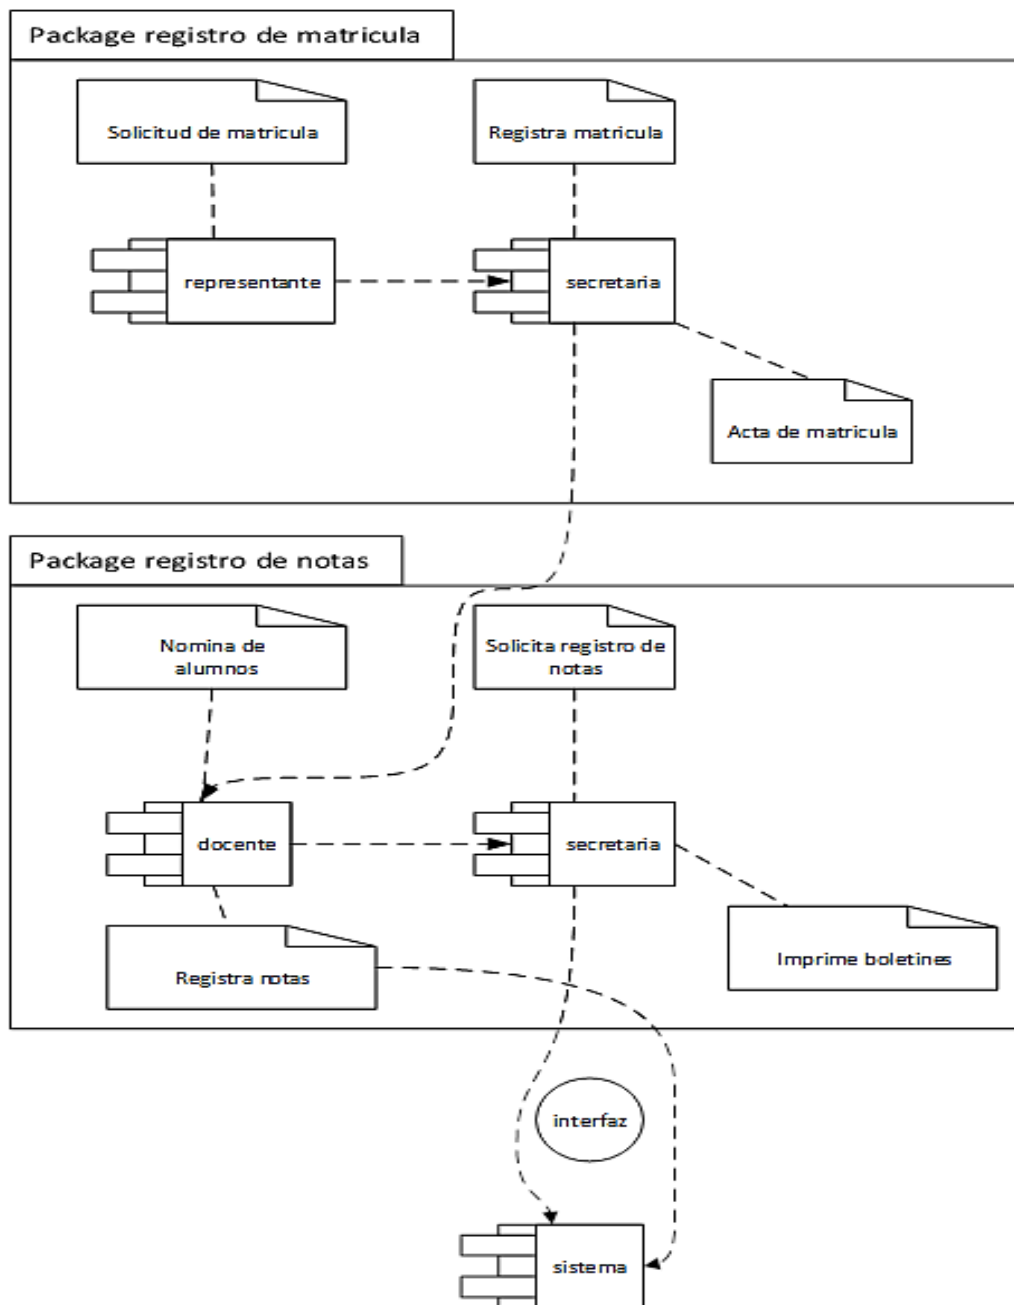 Package registro de matricula
Solicitud de matricula
Registra matricula
representante
secretaria
Acta de matricula
Package registro de notas
Nomina de
alumnos
Solicita registro de
notas
docente
secretaria
Registra notas
Imprime boletines
interfaz
sistema